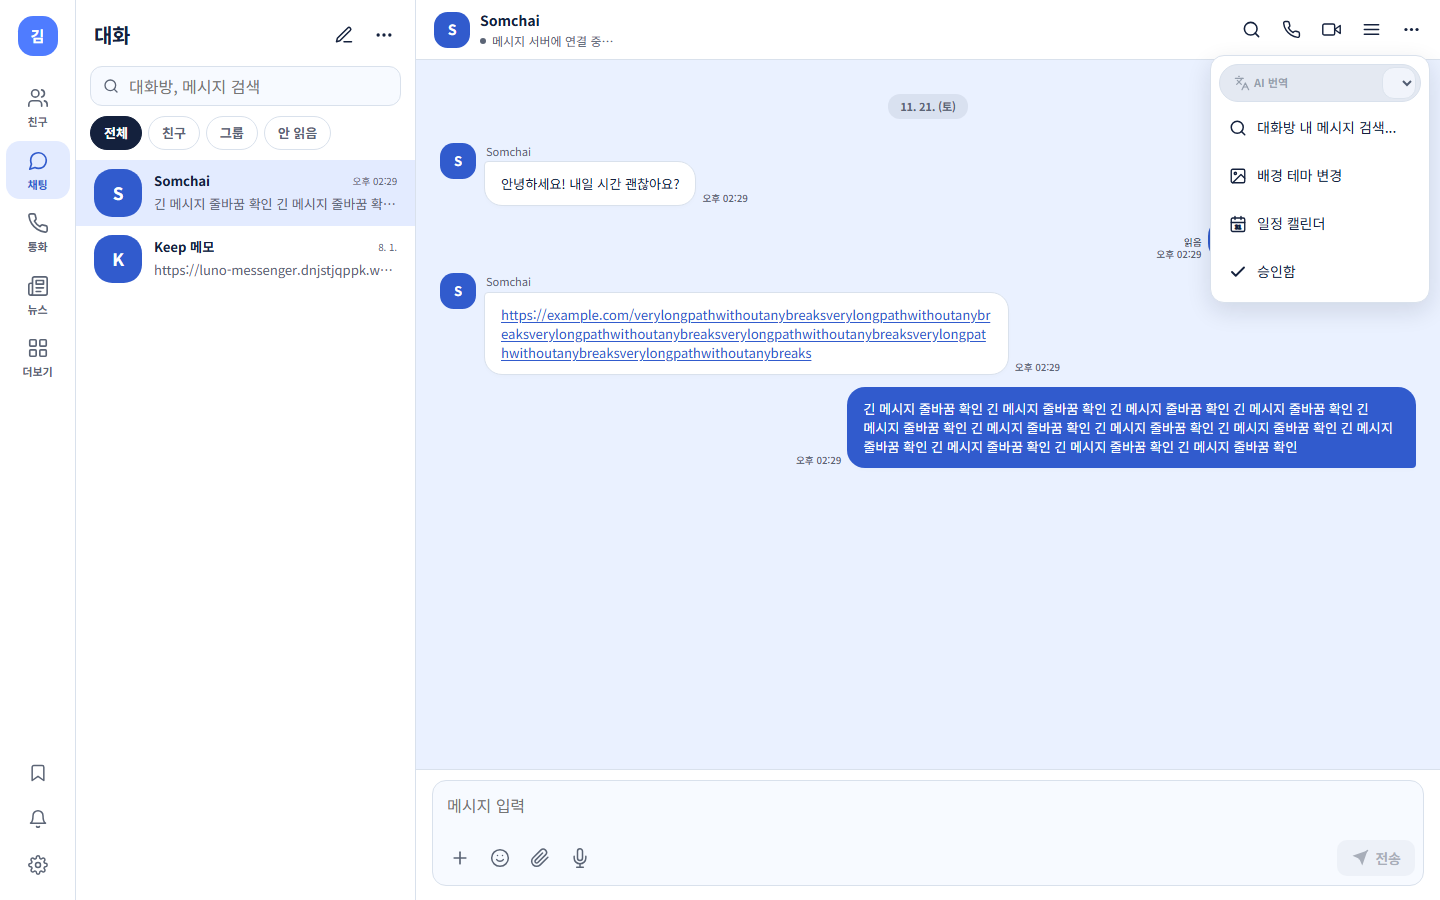 김
친구
채팅
통화
뉴스
더보기
대화
대화방, 메시지 검색
전체
친구
그룹
안 읽음
S
Somchai
오후 02:29
긴 메시지 줄바꿈 확인 긴 메시지 줄바꿈 확…
K
Keep 메모
8. 1.
https://luno-messenger.dnjstjqppk.w…
S
Somchai
메시지 서버에 연결 중…
11. 21. (토)
S
Somchai
안녕하세요! 내일 시간 괜찮아요?
오후 02:29
읽음
오후 02:29
S
Somchai
https://example.com/verylongpathwithoutanybreaksverylongpathwithoutanybr
eaksverylongpathwithoutanybreaksverylongpathwithoutanybreaksverylongpat
hwithoutanybreaksverylongpathwithoutanybreaks
오후 02:29
긴 메시지 줄바꿈 확인 긴 메시지 줄바꿈 확인 긴 메시지 줄바꿈 확인 긴 메시지 줄바꿈 확인 긴
메시지 줄바꿈 확인 긴 메시지 줄바꿈 확인 긴 메시지 줄바꿈 확인 긴 메시지 줄바꿈 확인 긴 메시지
줄바꿈 확인 긴 메시지 줄바꿈 확인 긴 메시지 줄바꿈 확인 긴 메시지 줄바꿈 확인
오후 02:29
AI 번역
대화방 내 메시지 검색...
배경 테마 변경
일정 캘린더
승인함
메시지 입력
전송